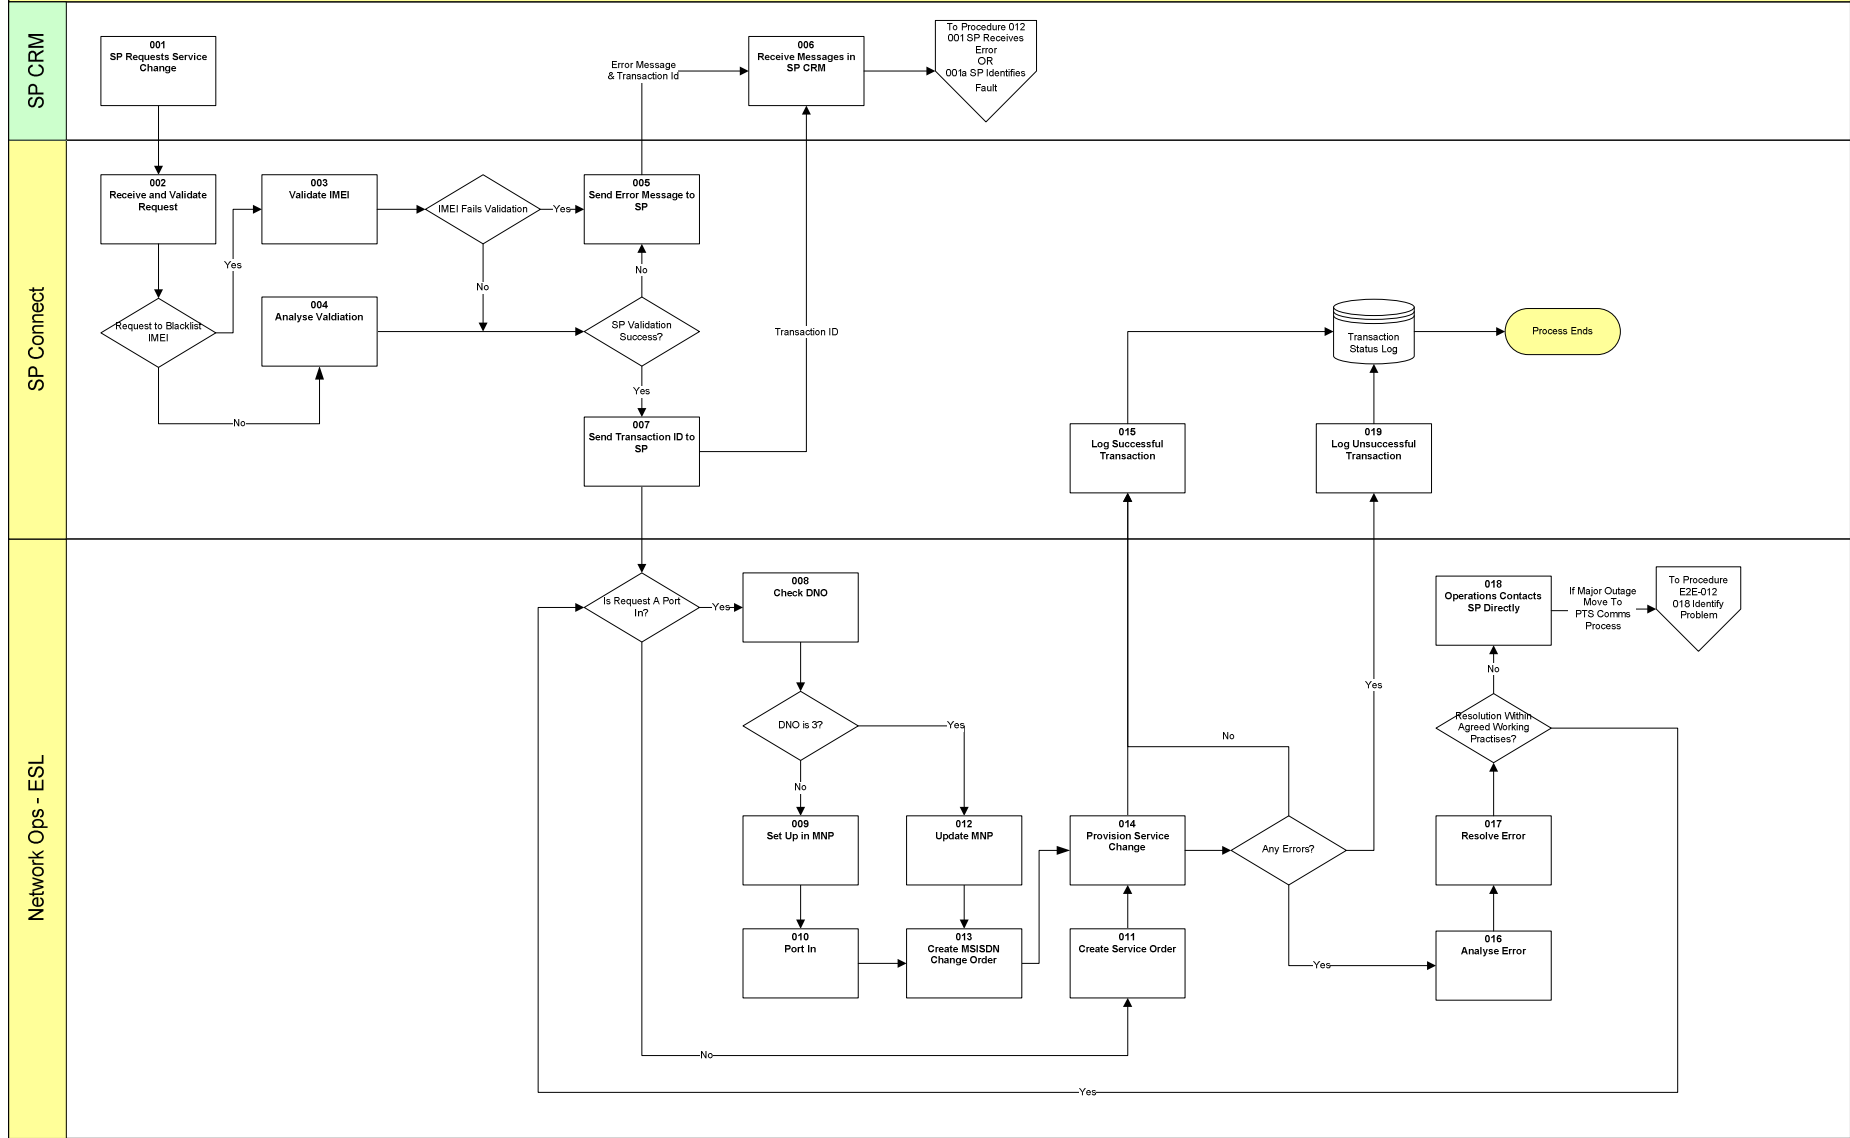 SP CRM
001
SP Requests Service
Change
Error Message
& Transaction Id
006
Receive Messages in
SP CRM
To Procedure 012
001 SP Receives
Error
OR
001a SP Identifies
Fault
SP Connect
002
Receive and Validate
Request
003
Validate IMEI
IMEI Fails Validation
Yes
005
Send Error Message to
SP
Yes
No
No
Request to Blacklist
IMEI
004
Analyse Valdiation
SP Validation
Success?
Transaction ID
Transaction
Status Log
Process Ends
Yes
No
007
Send Transaction ID to
SP
015
Log Successful
Transaction
019
Log Unsuccessful
Transaction
Network Ops - ESL
Is Request A Port
In?
Yes
008
Check DNO
018
Operations Contacts
SP Directly
If Major Outage
Move To
PTS Comms
Process
To Procedure
E2E-012
018 Identify
Problem
No
Yes
DNO is 3?
Yes
No
Resolution Within
Agreed Working
Practises?
No
009
Set Up in MNP
012
Update MNP
014
Provision Service
Change
Any Errors?
017
Resolve Error
010
Port In
013
Create MSISDN
Change Order
011
Create Service Order
Yes
016
Analyse Error
No
Yes